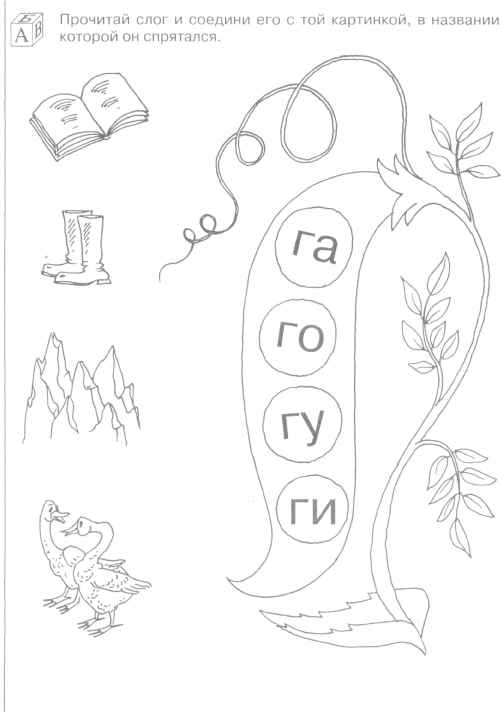 Прочитай слог и соедини его с той картинкой, в названии
которой он спрятался.
А Б В
га
го
гу
ги